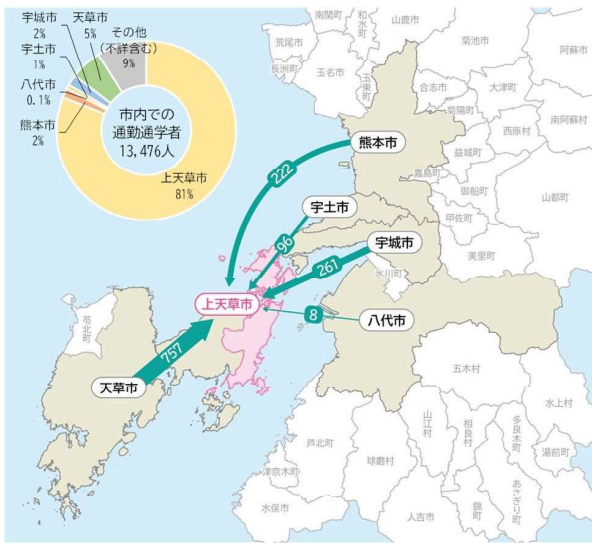 宇城市
2%
天草市
5%
その他
(不詳含む)
9%
宇土市
1%
八代市
0.1%
熊本市
2%
市内での
通勤通学者
13,476人
上天草市
81%
南関町
和水町
山鹿市
菊池市
阿蘇市
荒尾市
長洲町
玉名市
玉東町
合志市
大津町
菊陽町
南阿蘇村
西原村
熊本市
益城町
嘉島町
御船町
山都町
甲佐町
美里町
222
宇土市
96
宇城市
261
氷川町
上天草市
8
八代市
苓北町
757
天草市
五木村
水上村
芦北町
球磨村
山江村
相良村
多良木町
湯前町
津奈木町
水俣市
人吉市
錦町
あさぎり町
4